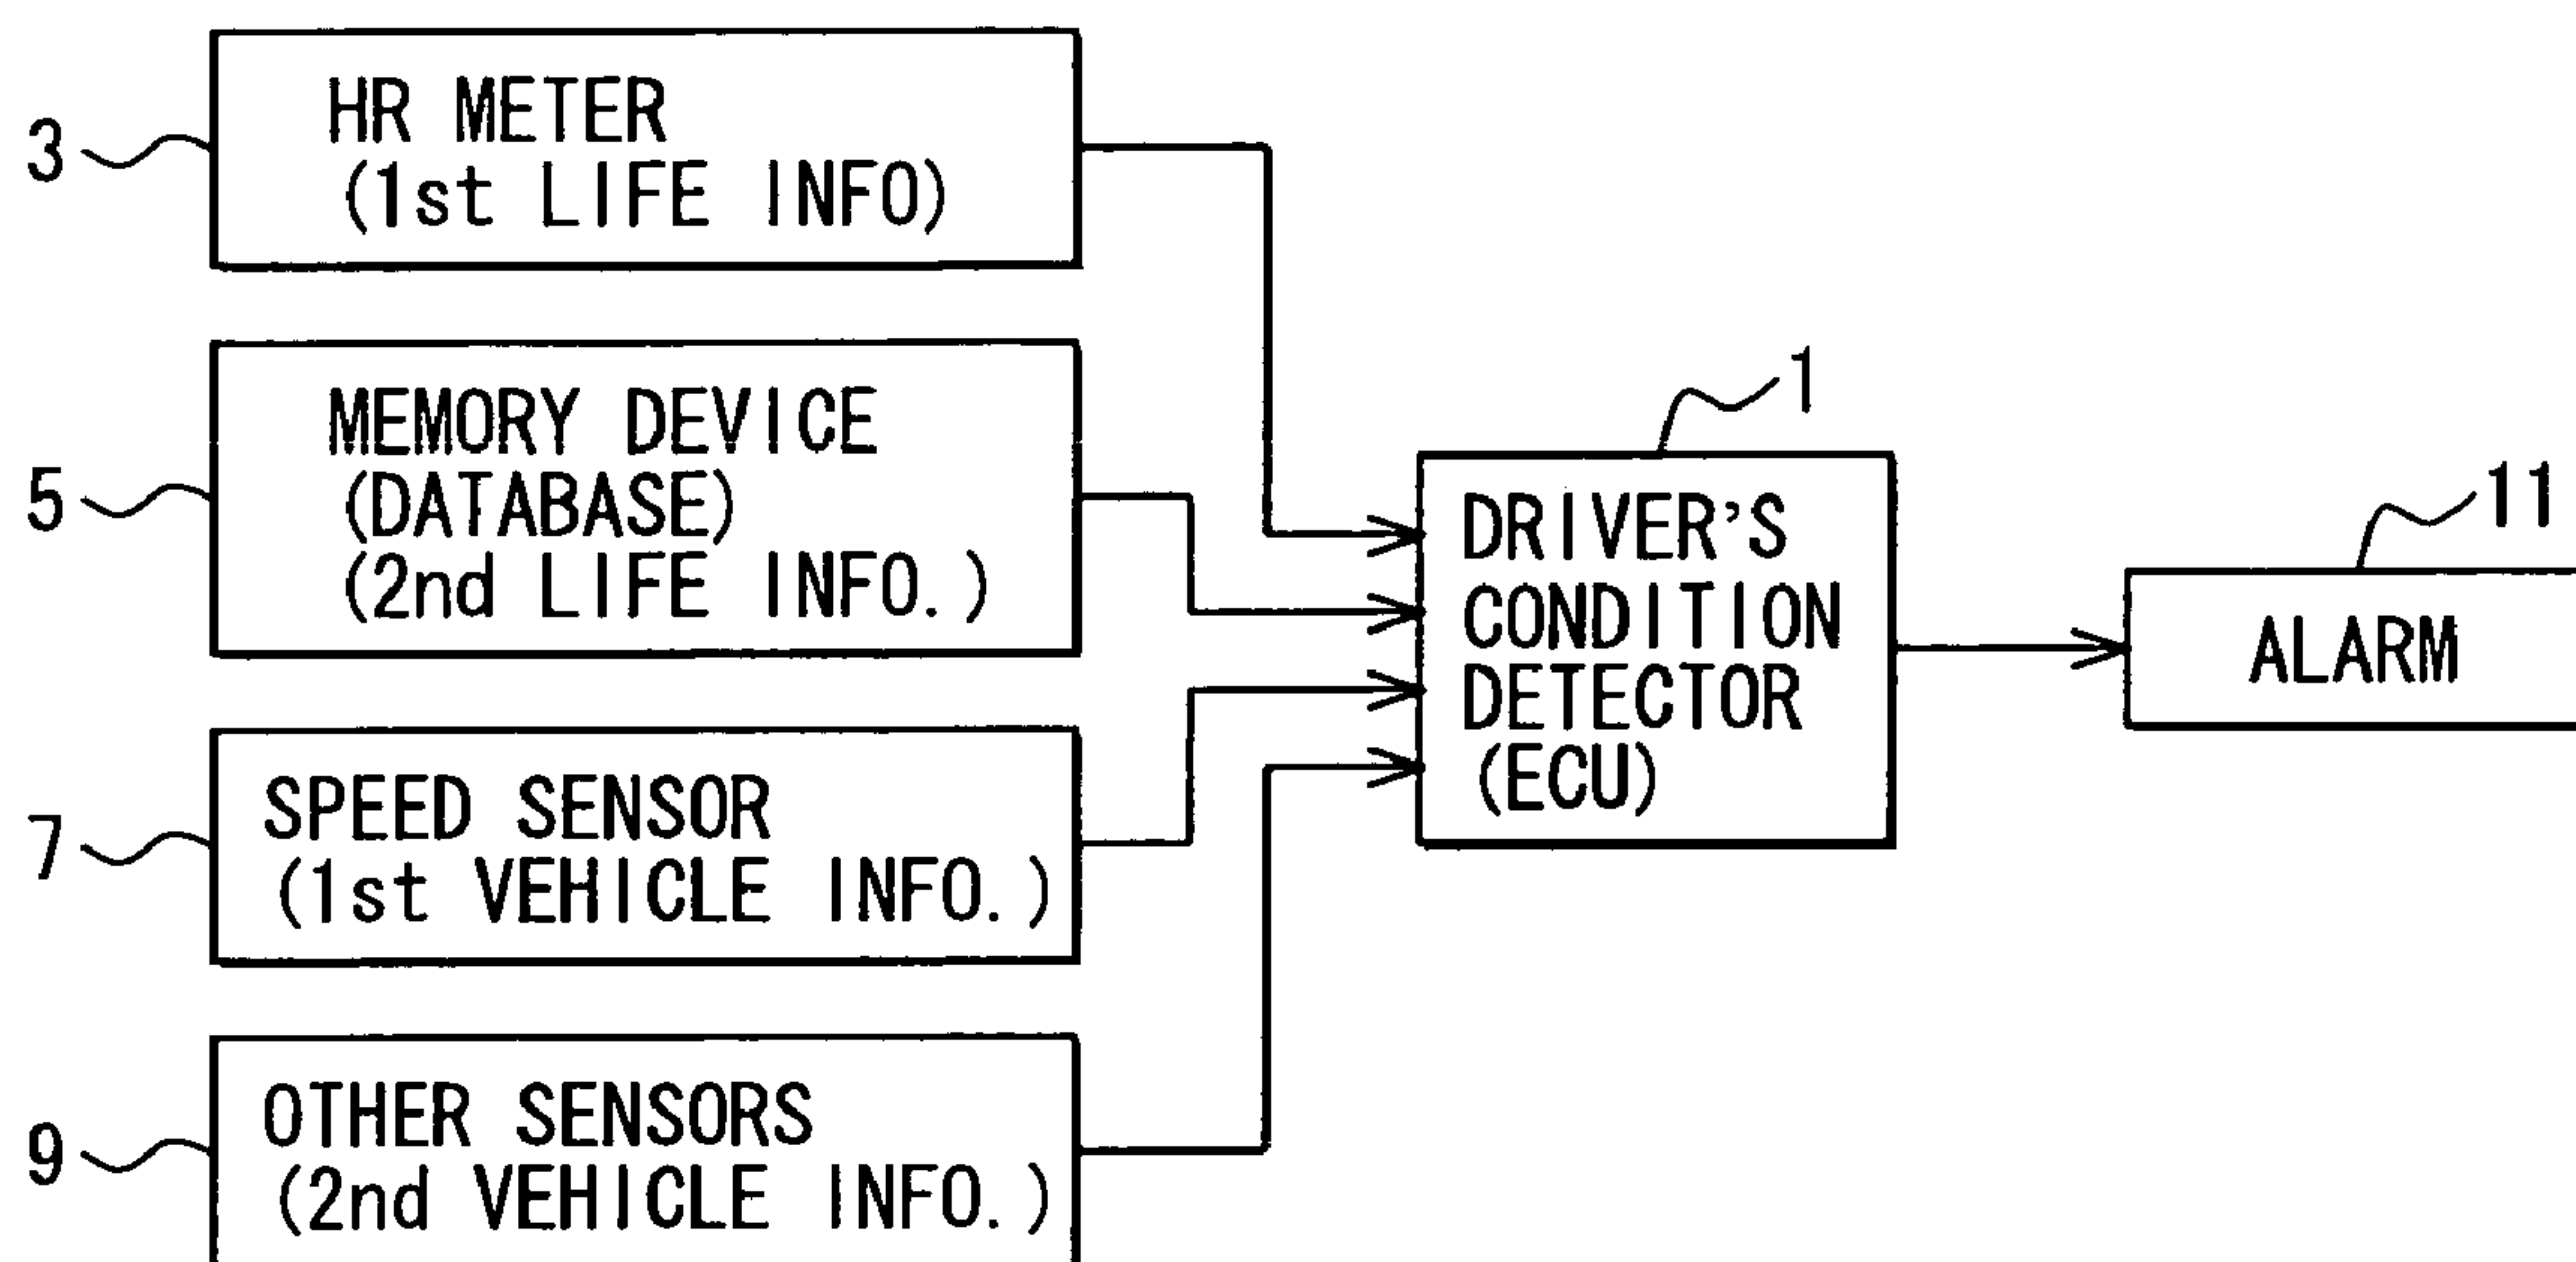 3
HR METER
(1st LIFE INFO)
5
MEMORY DEVICE
(DATABASE)
(2nd LIFE INFO.)
7
SPEED SENSOR
(1st VEHICLE INFO.)
9
OTHER SENSORS
(2nd VEHICLE INFO.)
1
DRIVER'S
CONDITION
DETECTOR
(ECU)
11
ALARM